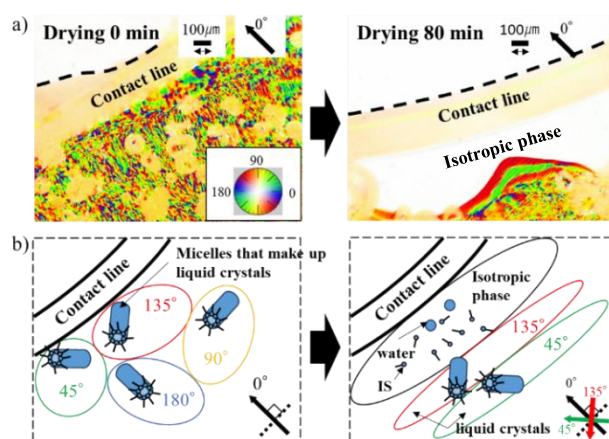 a)
Drying 0 min
100μm
0°
Contact line
90
180
0
Drying 80 min
100μm
0°
Contact line
Isotropic phase
b)
Micelles that make up
liquid crystals
Contact line
135°
90°
45°
180°
0°
Contact line
Isotropic
phase
water
IS
135°
45°
liquid crystals
0°
135°
45°